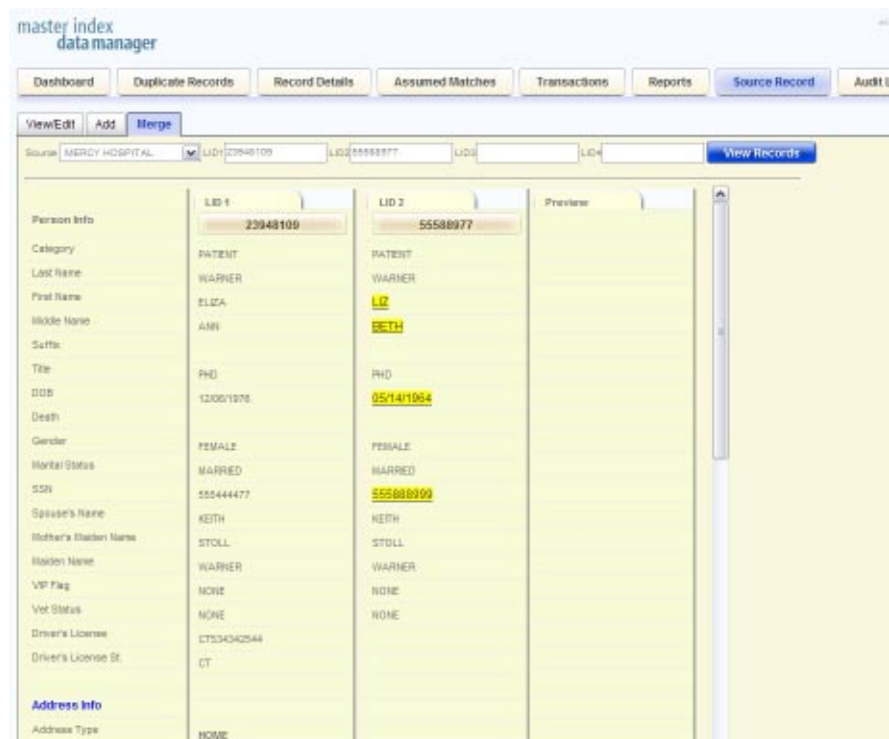 master index
data manager
Dashboard Duplicate Records Record Details Assumed Matches Transactions Reports Source Record Audit
View/Edit Add Merge
Source MERCY HOSPITAL LID1 23948109 LID2 55588977 LID3 LID4 View Records
LID 1 LID 2 Preview
Person Info 23948109 55588977
Category PATIENT PATIENT
Last Name WARNER WARNER
First Name ELIZA LIZ
Middle Name ANN BETH
Suffix
Title PHD PHD
DOB 12/06/1976 05/14/1964
Death
Gender FEMALE FEMALE
Marital Status MARRIED MARRIED
SSN 555444477 555888999
Spouse's Name KEITH KEITH
Mother's Maiden Name STOLL STOLL
Maiden Name WARNER WARNER
VIP Flag NONE NONE
Vet Status NONE NONE
Driver's License CT534342544
Driver's License St. CT
Address Info
Address Type HOME